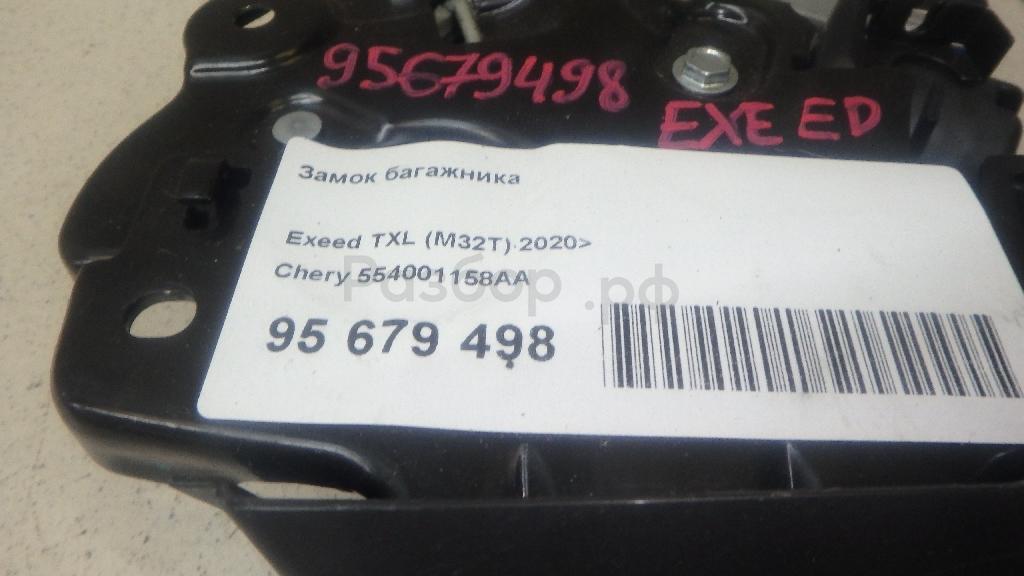 95679498
EXEED
Замок багажника
Exeed TXL (M32T) 2020>
Chery 554001158AA
Разбор.рф
95 679 498